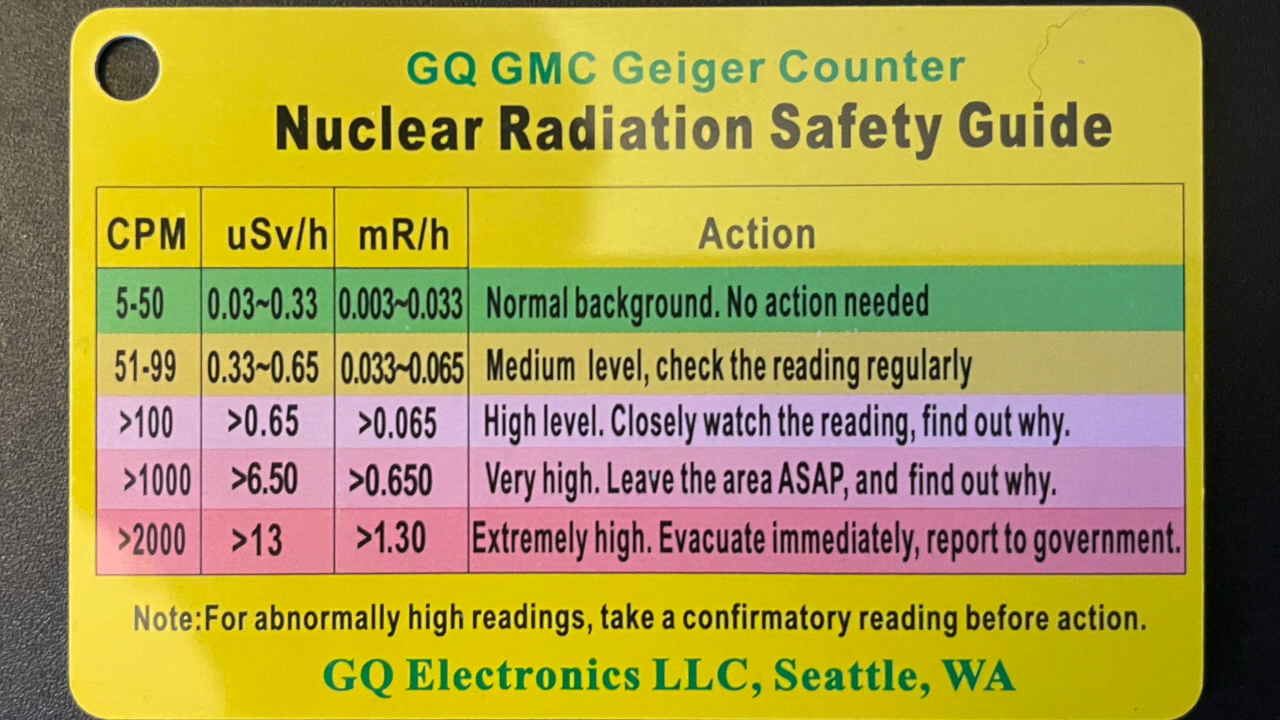 GQ GMC Geiger Counter
Nuclear Radiation Safety Guide
CPM uSv/h mR/h Action
5-50 0.03~0.33 0.003~0.033 Normal background. No action needed
51-99 0.33~0.65 0.033~0.065 Medium level, check the reading regularly
>100 >0.65 >0.065 High level. Closely watch the reading, find out why.
>1000 >6.50 >0.650 Very high. Leave the area ASAP, and find out why.
>2000 >13 >1.30 Extremely high. Evacuate immediately, report to government.
Note:For abnormally high readings, take a confirmatory reading before action.
GQ Electronics LLC, Seattle, WA